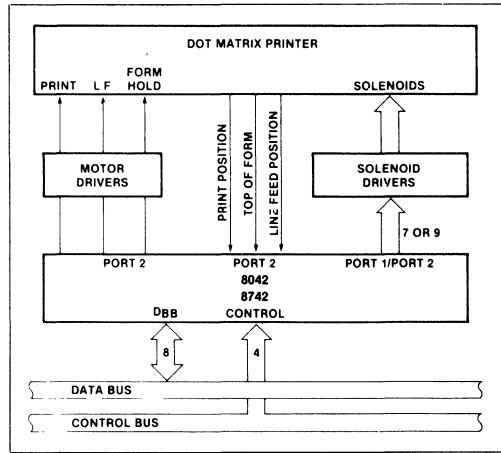 DOT MATRIX PRINTER
FORM
PRINT LF HOLD
SOLENOIDS
MOTOR
DRIVERS
PRINT POSITION
TOP OF FORM
LINE FEED POSITION
SOLENOID
DRIVERS
7 OR 9
PORT 2
PORT 2
PORT 1/PORT 2
8042
8742
DBB
CONTROL
8
4
DATA BUS
CONTROL BUS